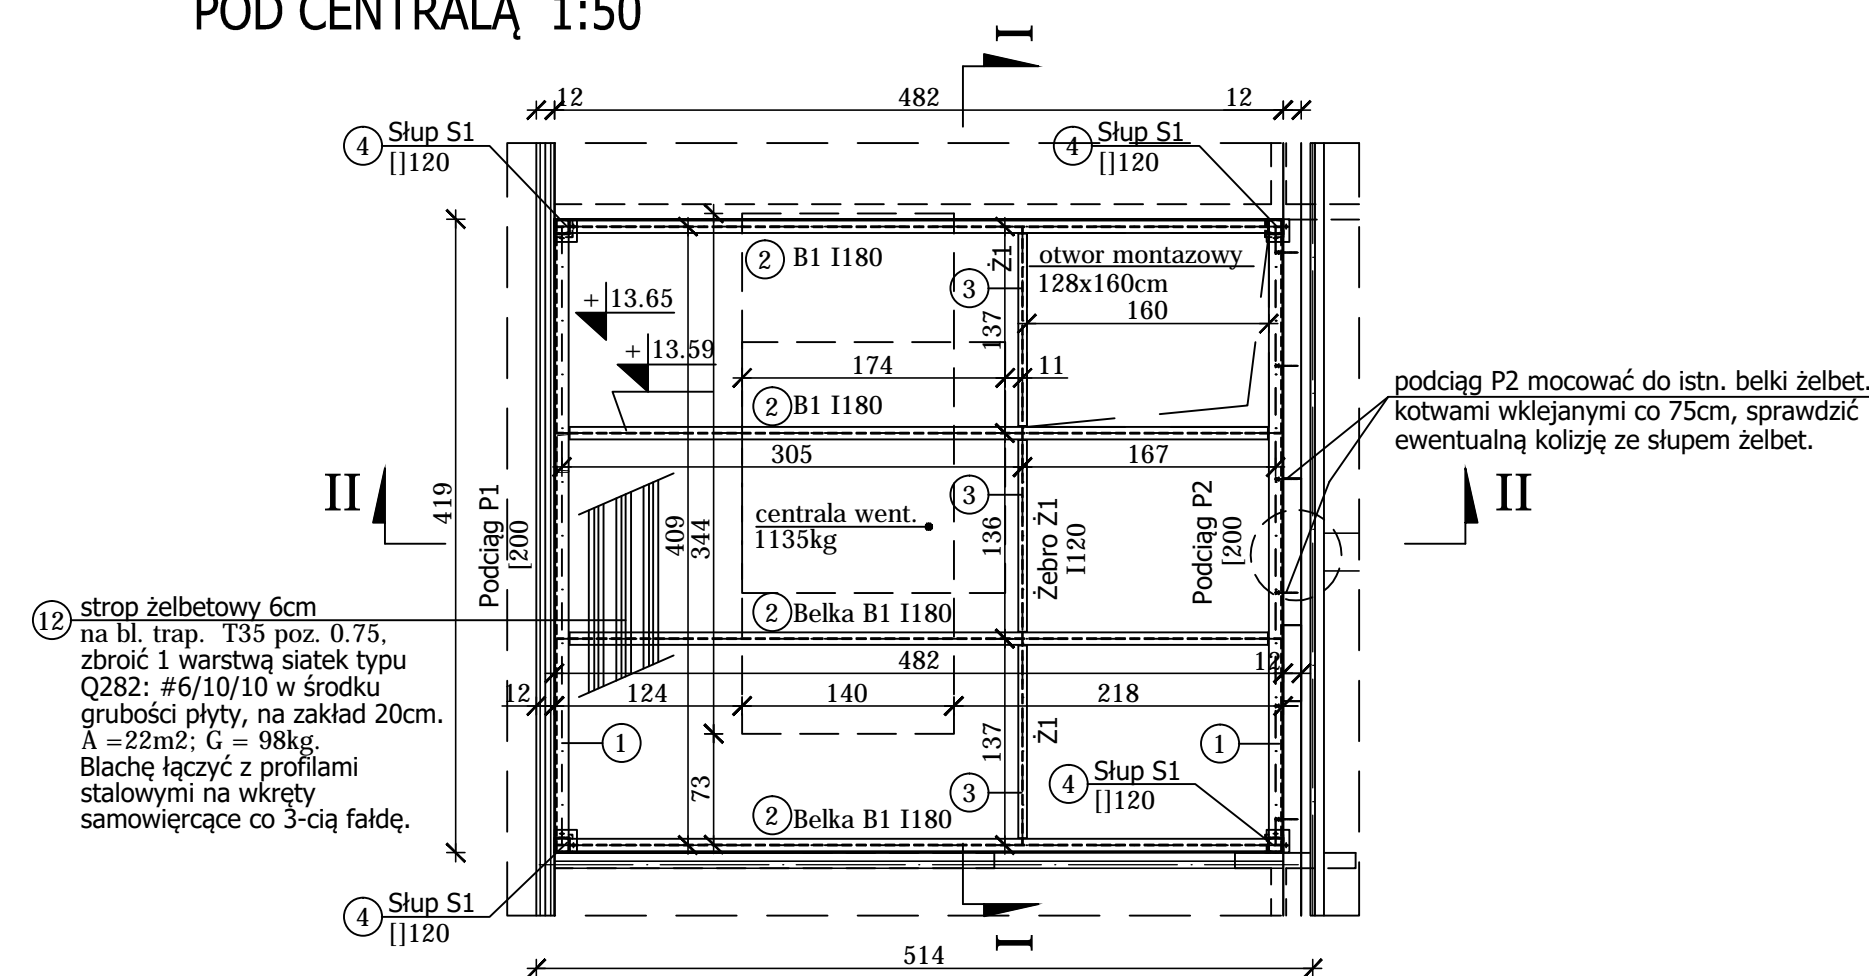 POD CENTRALĄ 1:50
I
12
482
12
4
Słup S1
[]120
4
Słup S1
[]120
2
B1 I180
Ż1
3
otwor montazowy
128x160cm
160
137
+ 13.65
+ 13.59
174
11
2
B1 I180
podciąg P2 mocować do istn. belki żelbet.
kotwami wklejanymi co 75cm, sprawdzić
ewentualną kolizję ze słupem żelbet.
305
167
II
II
419
Podciąg P1
[200
409
344
centrala went.
1135kg
3
136
Żebro Ż1
I120
Podciąg P2
[200
12
strop żelbetowy 6cm
na bl. trap. T35 poz. 0.75,
zbroić 1 warstwą siatek typu
Q282: #6/10/10 w środku
grubości płyty, na zakład 20cm.
A =22m2; G = 98kg.
Blachę łączyć z profilami
stalowymi na wkręty
samowięrcące co 3-cią fałdę.
2
Belka B1 I180
482
12
12
124
140
218
1
137
Ż1
1
73
3
4
Słup S1
[]120
2
Belka B1 I180
4
Słup S1
[]120
I
514